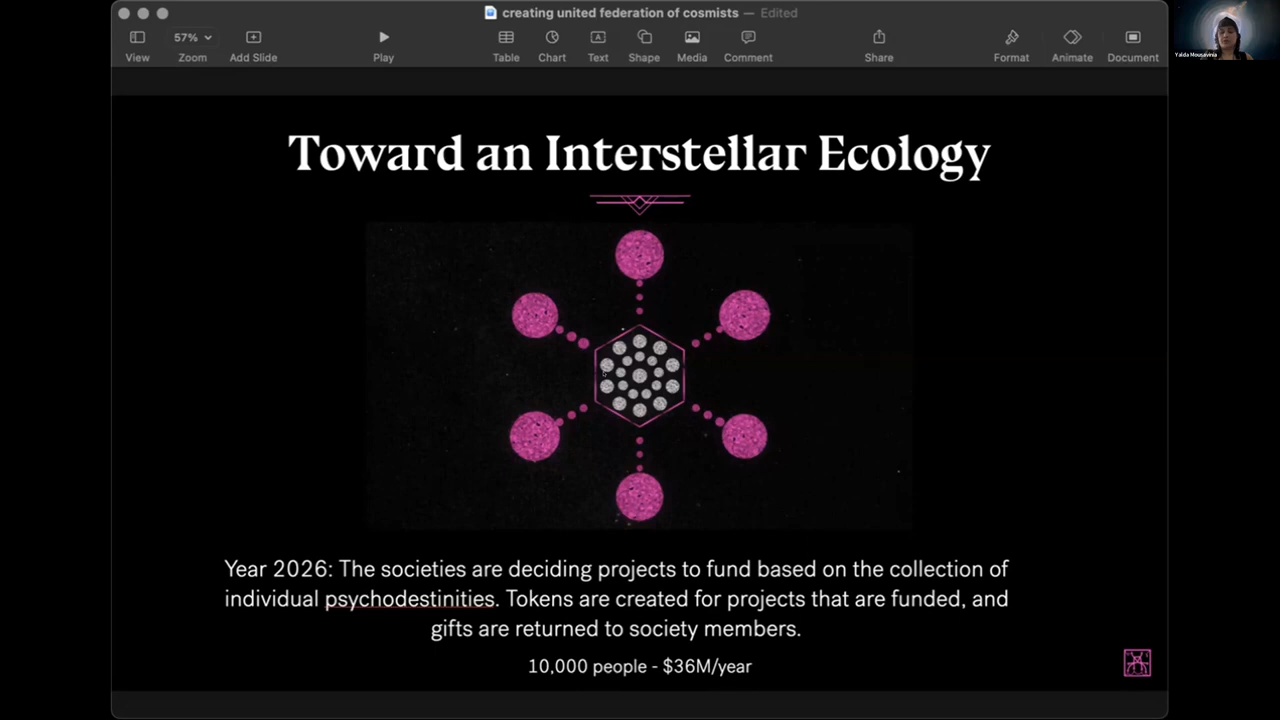 creating united federation of cosmists — Edited
57%
View
Zoom
Add Slide
Play
Table
Chart
Text
Shape
Media
Comment
Share
Format
Animate
Document
Yalda Mousavinia
Toward an Interstellar Ecology
Year 2026: The societies are deciding projects to fund based on the collection of
individual psychodestinities. Tokens are created for projects that are funded, and
gifts are returned to society members.
10,000 people - $36M/year